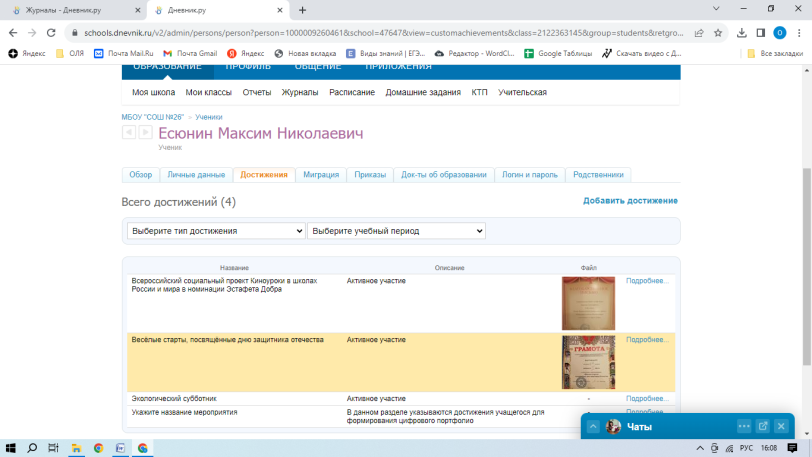 Журналы - Дневник.ру
Дневник.ру
schools.dnevnik.ru/v2/admin/persons/person?person=1000009260461&school=47647&view=customachievements&class=2122363145&group=students&retgro...
Яндекс
ОЛЯ
Почта Mail.Ru
Почта Gmail
Яндекс
Новая вкладка
Виды знаний | ЕГЭ...
Редактор - WordCl...
Google Таблицы
Скачать видео с Д...
Все закладки
ОБРАЗОВАНИЕ ПРОФИЛЬ ОБЩЕНИЕ ПРИЛОЖЕНИЯ
Моя школа Мои классы Отчеты Журналы Расписание Домашние задания КТП Учительская
МБОУ "СОШ №26" » Ученики
Есюнин Максим Николаевич
Ученик
Обзор Личные данные Достижения Миграция Приказы Док-ты об образовании Логин и пароль Родственники
Всего достижений (4)
Добавить достижение
Выберите тип достижения
Выберите учебный период
Название Описание Файл
Всероссийский социальный проект Киноуроки в школах
России и мира в номинации Эстафета Добра
Активное участие
Подробнее...
Весёлые старты, посвящённые дню защитника отечества
Активное участие
ГРАМОТА
Подробнее...
Экологический субботник
Активное участие
-
Подробнее...
Укажите название мероприятия
В данном разделе указываются достижения учащегося для
формирования цифрового портфолио
Подробнее...
Чаты
РУС
16:08